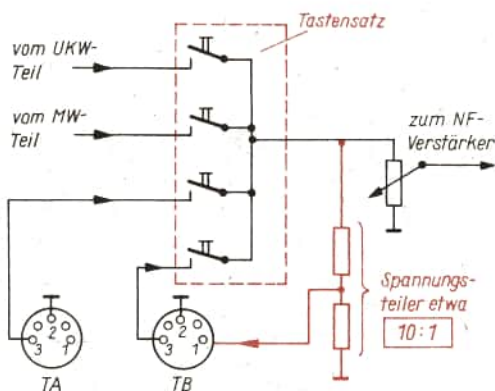 Tastensatz
vom UKW-
Teil
vom MW-
Teil
zum NF-
Verstärker
Spannungs-
teiler etwa
10:1
3 2 1
TA
3 2 1
TB